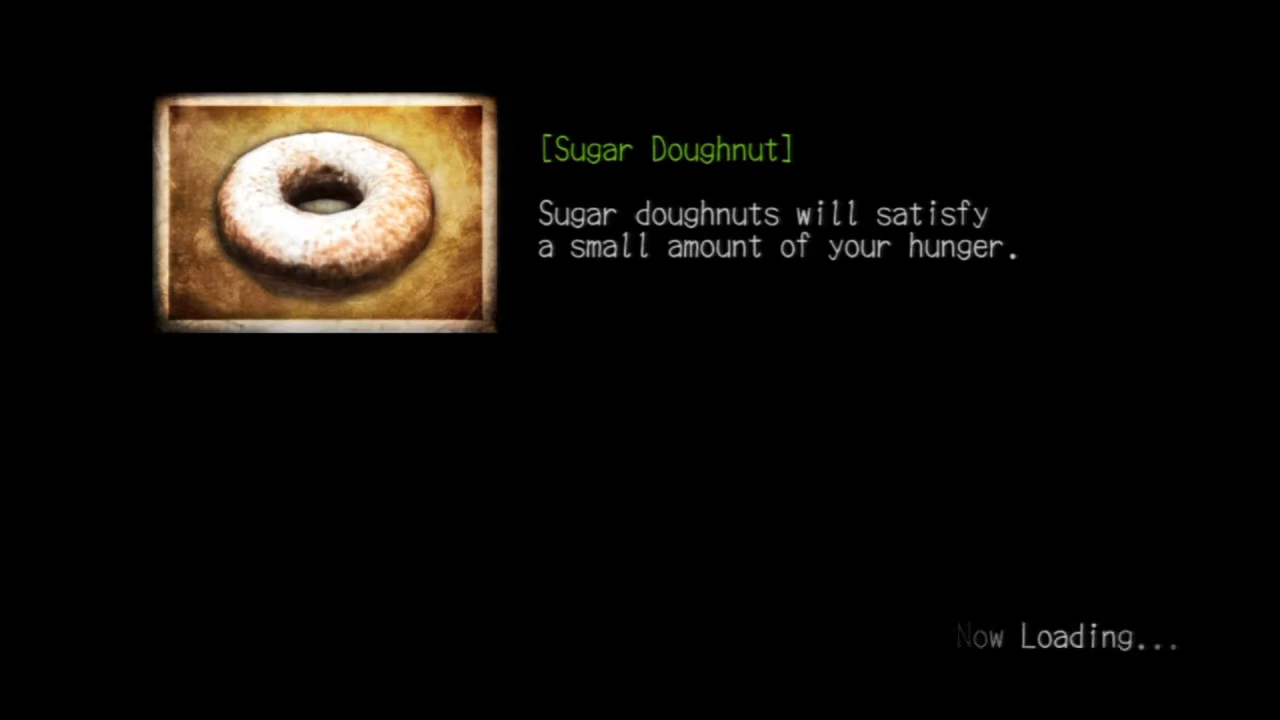 [Sugar Doughnut]
Sugar doughnuts will satisfy
a small amount of your hunger.
Now Loading...